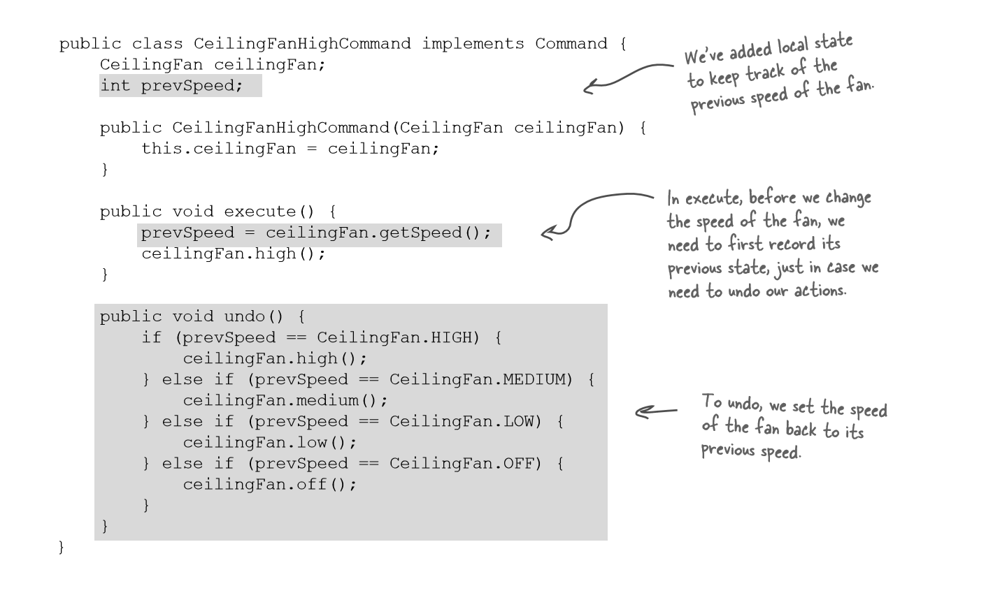 public class CeilingFanHighCommand implements Command {
CeilingFan ceilingFan;
int prevSpeed;
We've added local state
to keep track of the
previous speed of the fan.
public CeilingFanHighCommand(CeilingFan ceilingFan) {
this.ceilingFan = ceilingFan;
}
public void execute() {
prevSpeed = ceilingFan.getSpeed();
ceilingFan.high();
}
In execute, before we change
the speed of the fan, we
need to first record its
previous state, just in case we
need to undo our actions.
public void undo() {
if (prevSpeed == CeilingFan.HIGH) {
ceilingFan.high();
} else if (prevSpeed == CeilingFan.MEDIUM) {
ceilingFan.medium();
} else if (prevSpeed == CeilingFan.LOW) {
ceilingFan.low();
} else if (prevSpeed == CeilingFan.OFF) {
ceilingFan.off();
}
}
}
To undo, we set the speed
of the fan back to its
previous speed.